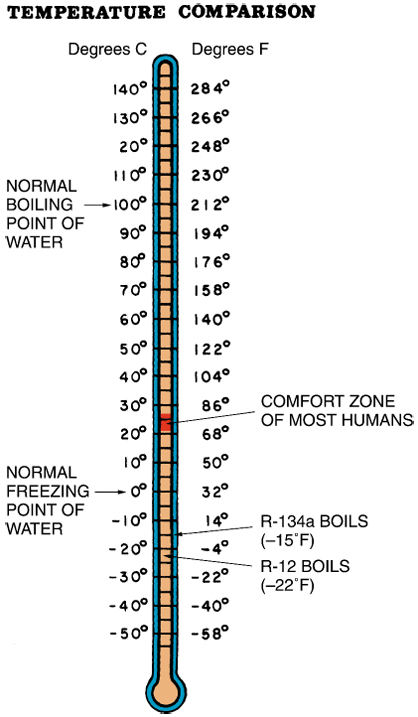 TEMPERATURE COMPARISON
Degrees C Degrees F
140° 284°
130° 266°
20° 248°
110° 230°
NORMAL
BOILING
POINT OF
WATER
100° 212°
90° 194°
80° 176°
70° 158°
60° 140°
50° 122°
40° 104°
30° 86°
COMFORT ZONE
OF MOST HUMANS
20° 68°
10° 50°
NORMAL
FREEZING
POINT OF
WATER
0° 32°
-10° 14°
R-134a BOILS
(–15°F)
-20° -4°
R-12 BOILS
(–22°F)
-30° -22°
-40° -40°
-50° -58°